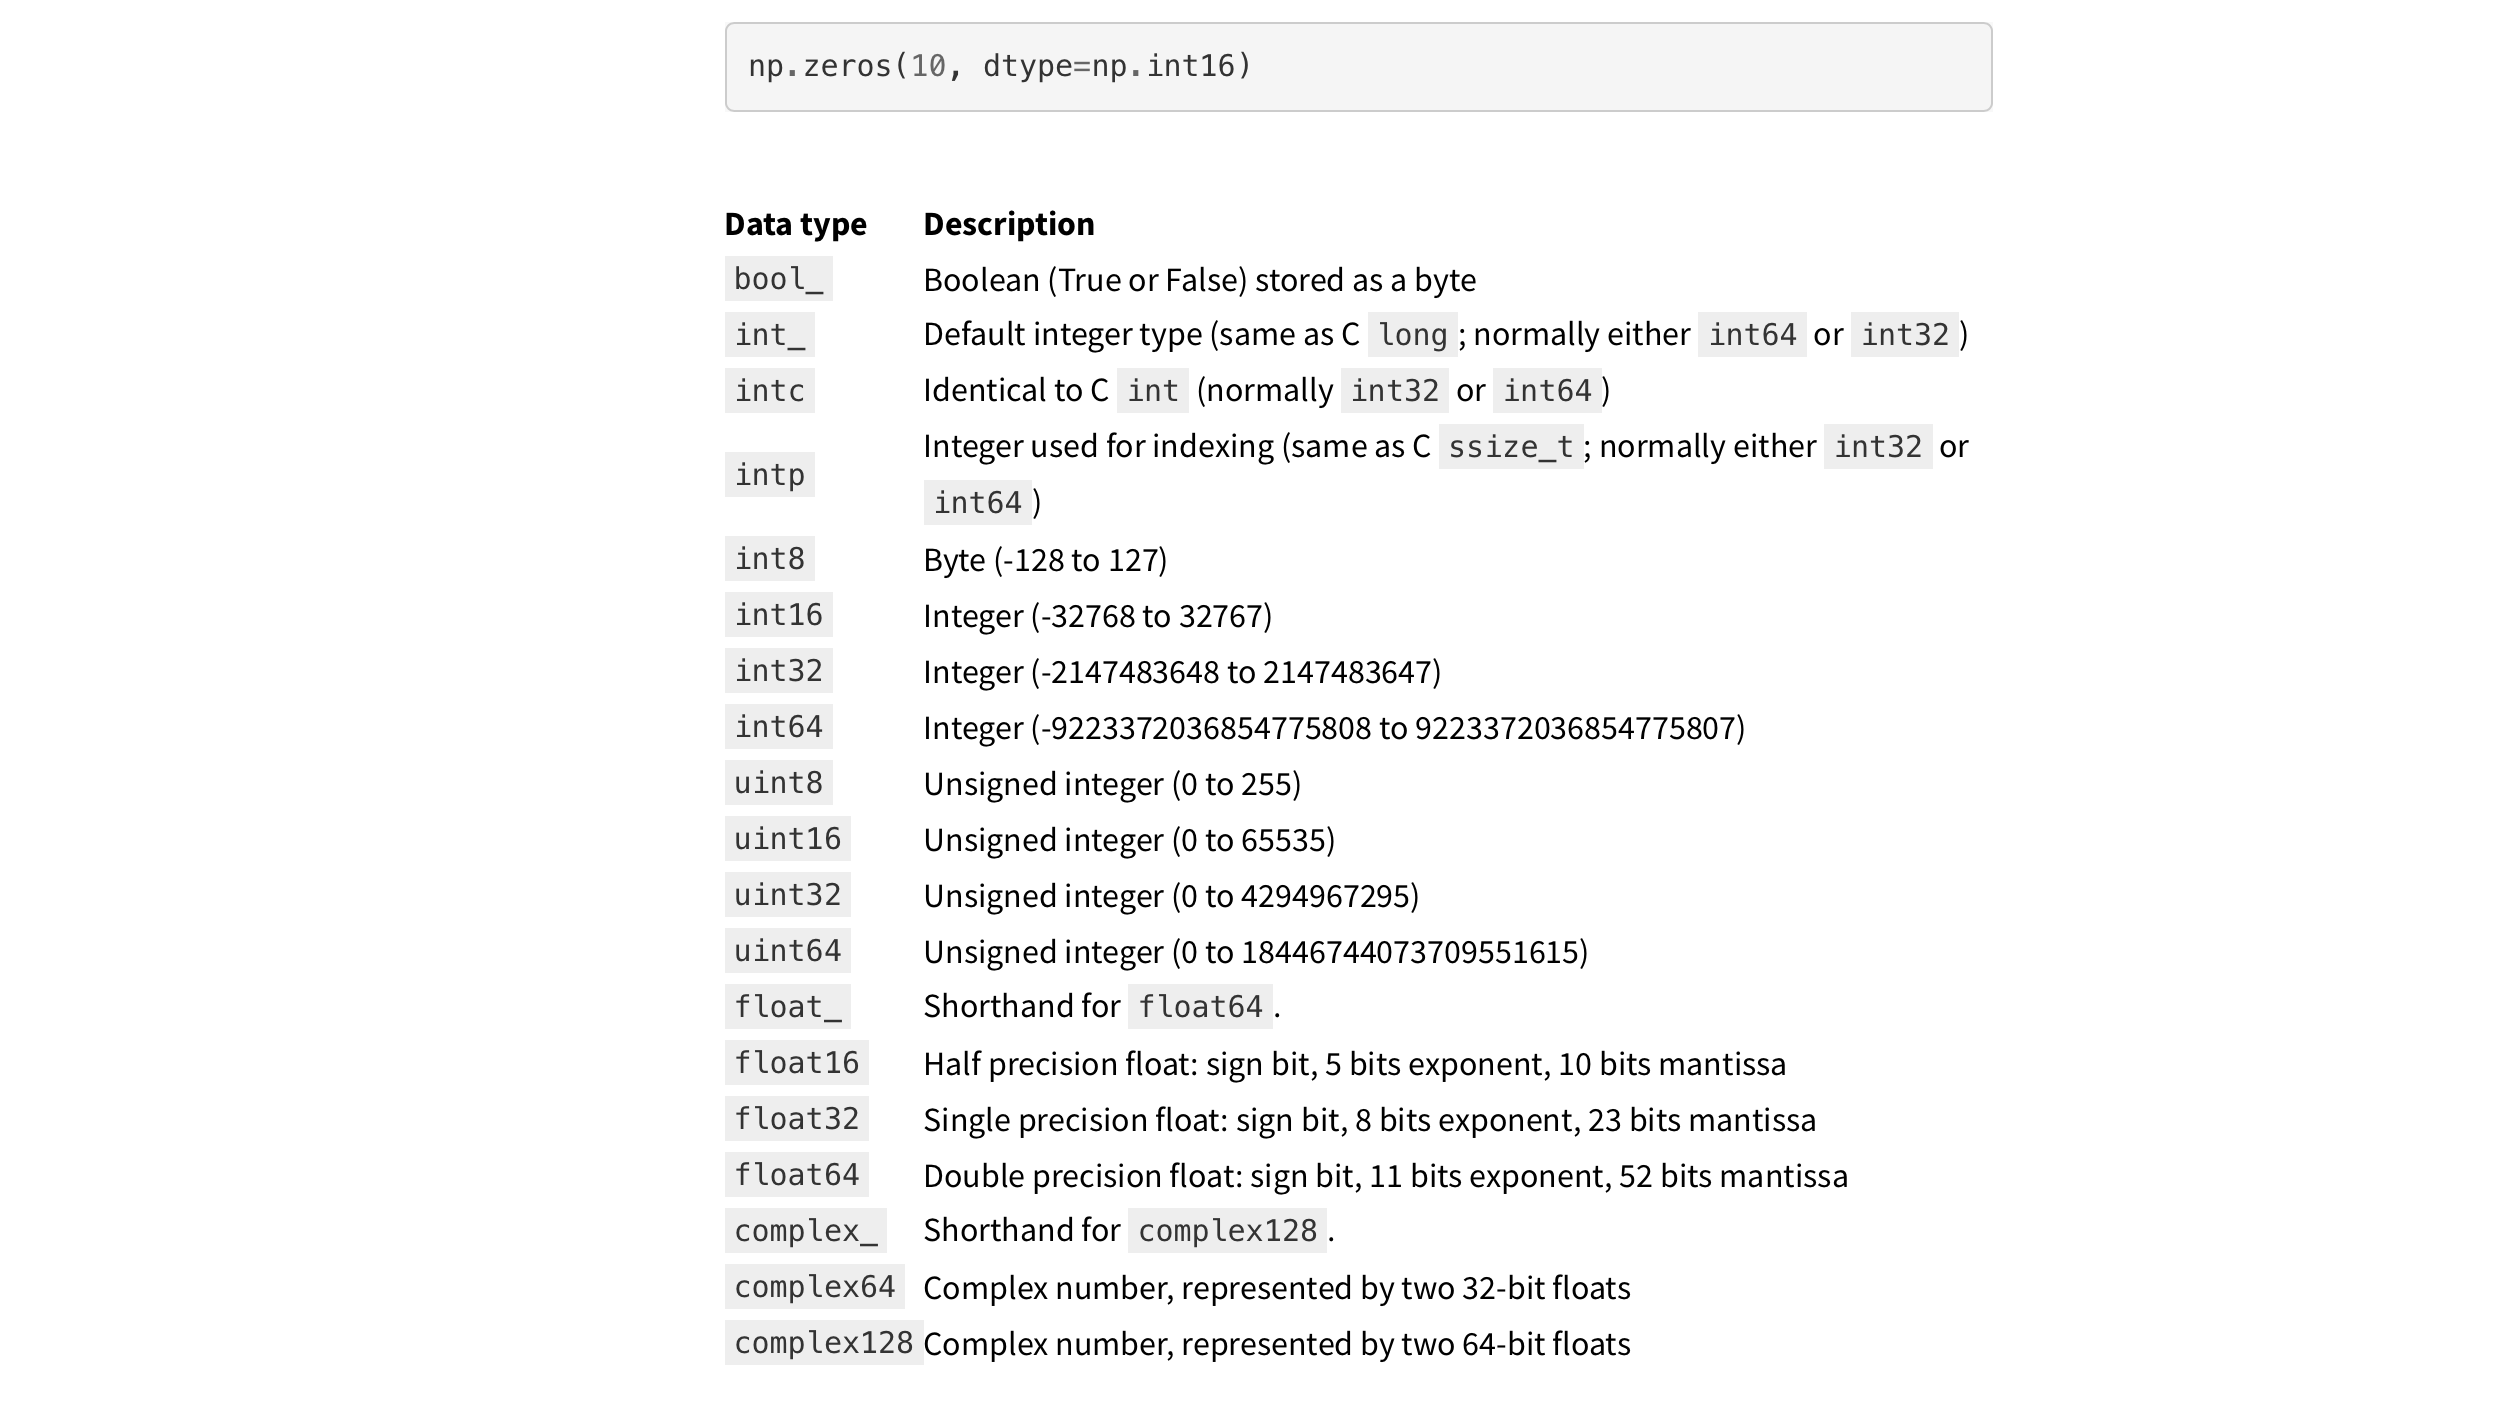 np.zeros(10, dtype=np.int16)
Data type Description
bool_ Boolean (True or False) stored as a byte
int_ Default integer type (same as C long; normally either int64 or int32)
intc Identical to C int (normally int32 or int64)
intp Integer used for indexing (same as C ssize_t; normally either int32 or
int64)
int8 Byte (-128 to 127)
int16 Integer (-32768 to 32767)
int32 Integer (-2147483648 to 2147483647)
int64 Integer (-9223372036854775808 to 9223372036854775807)
uint8 Unsigned integer (0 to 255)
uint16 Unsigned integer (0 to 65535)
uint32 Unsigned integer (0 to 4294967295)
uint64 Unsigned integer (0 to 18446744073709551615)
float_ Shorthand for float64.
float16 Half precision float: sign bit, 5 bits exponent, 10 bits mantissa
float32 Single precision float: sign bit, 8 bits exponent, 23 bits mantissa
float64 Double precision float: sign bit, 11 bits exponent, 52 bits mantissa
complex_ Shorthand for complex128.
complex64 Complex number, represented by two 32-bit floats
complex128 Complex number, represented by two 64-bit floats